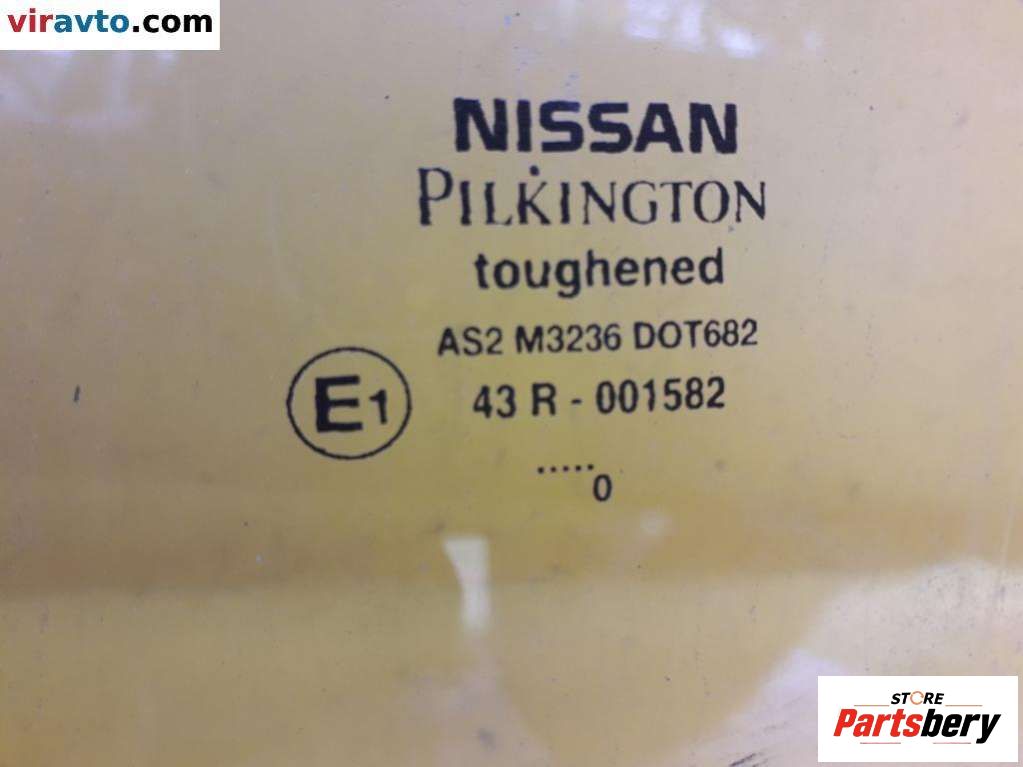 viravto.com
NISSAN
PILKINGTON
toughened
AS2 M3236 DOT682
E1
43 R - 001582
.....
0
STORE
Partsbery